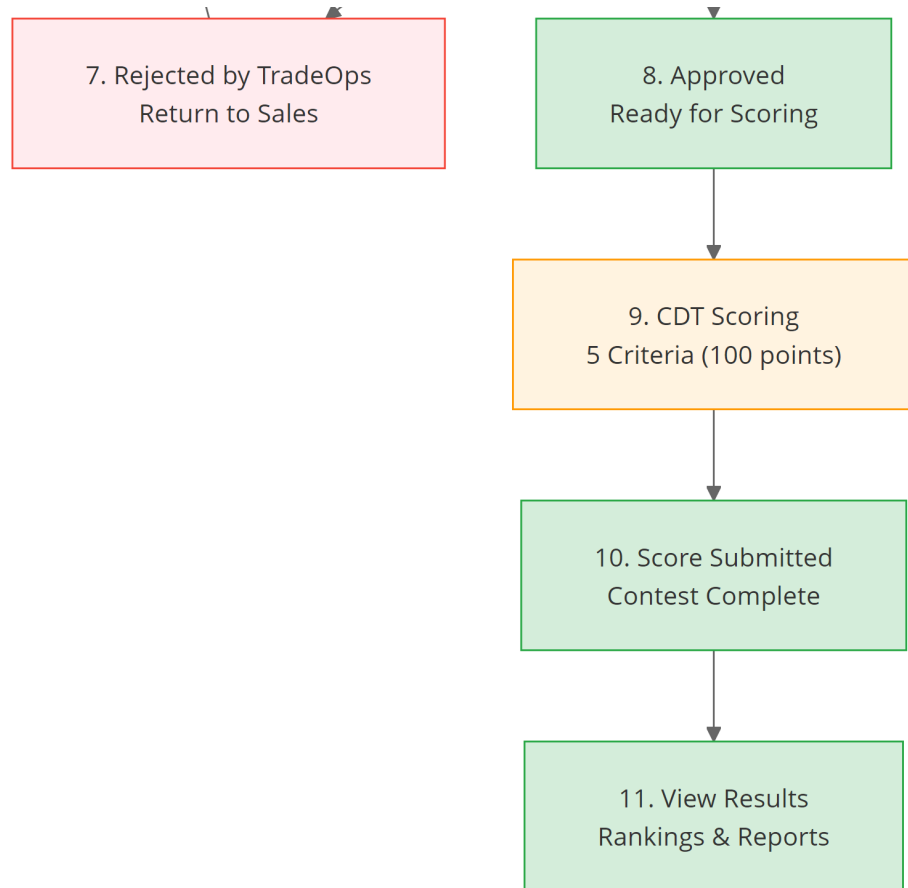 7. Rejected by TradeOps
Return to Sales
8. Approved
Ready for Scoring
9. CDT Scoring
5 Criteria (100 points)
10. Score Submitted
Contest Complete
11. View Results
Rankings & Reports